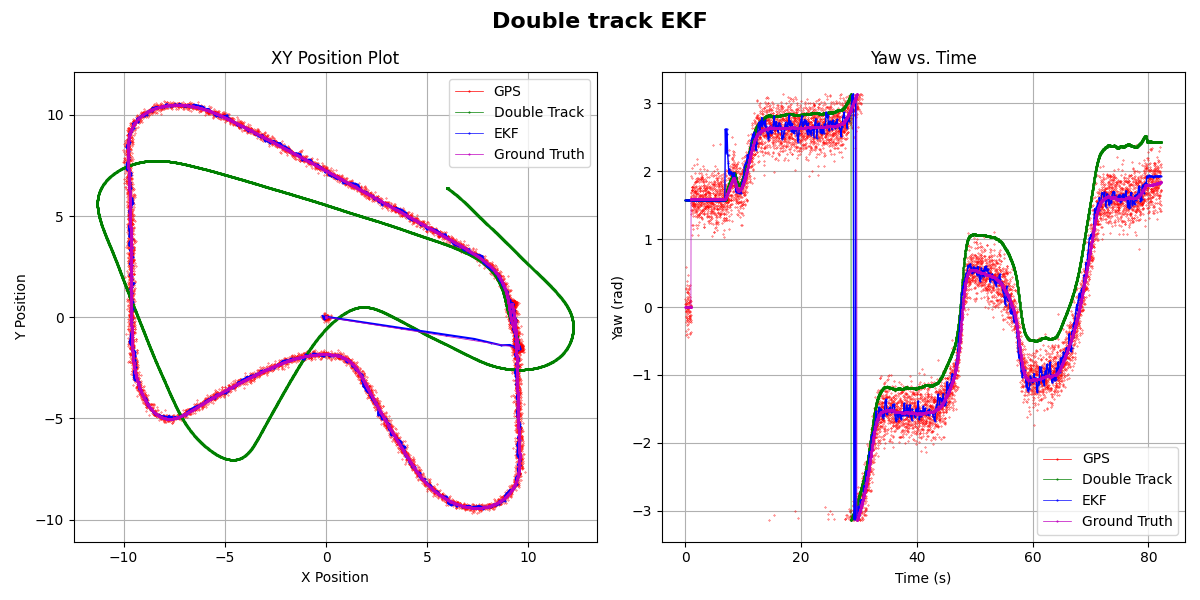 Double track EKF
XY Position Plot
GPS
Double Track
EKF
Ground Truth
10
5
0
−5
−10
Y Position
−10
−5
0
5
10
X Position
Yaw vs. Time
3
2
1
0
−1
−2
−3
Yaw (rad)
GPS
Double Track
EKF
Ground Truth
0
20
40
60
80
Time (s)